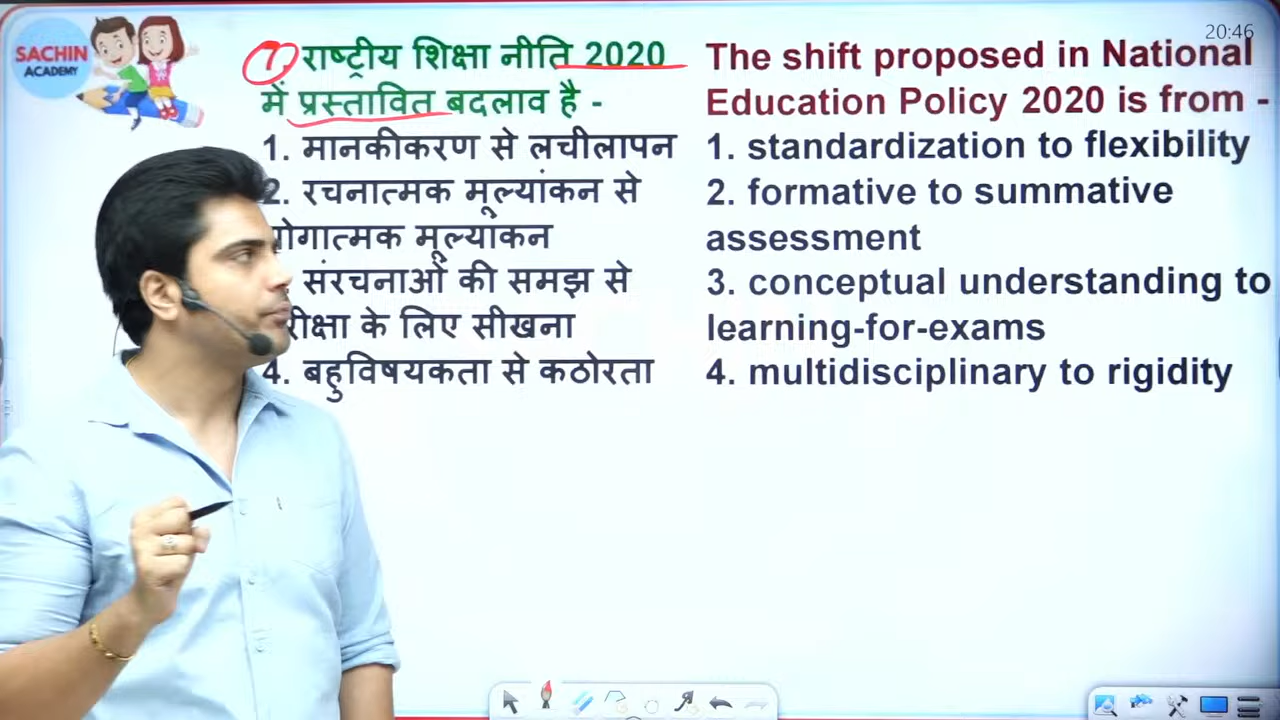 20:46
SACHIN
ACADEMY
1 राष्ट्रीय शिक्षा नीति 2020
में प्रस्तावित बदलाव है -
1. मानकीकरण से लचीलापन
2. रचनात्मक मूल्यांकन से
मूल्यांकन
संरचनाओं की समझ से
के लिए सीखना
4. बहुविषयकता से कठोरता
The shift proposed in National
Education Policy 2020 is from -
1. standardization to flexibility
2. formative to summative
assessment
3. conceptual understanding to
learning-for-exams
4. multidisciplinary to rigidity